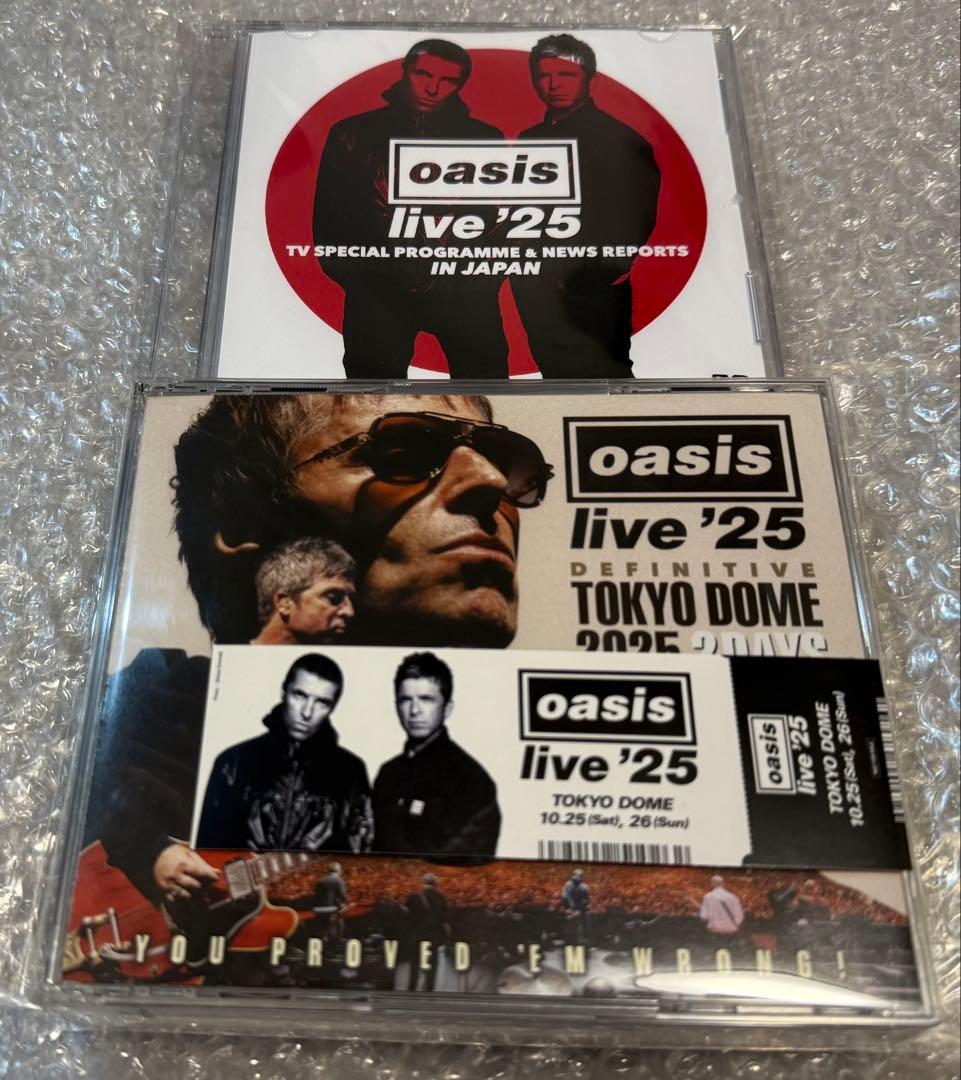 oasis
live ’25
TV SPECIAL PROGRAMME & NEWS REPORTS
IN JAPAN
oasis
live ’25
DEFINITIVE
TOKYO DOME
2025 2DAYS
oasis
live ’25
TOKYO DOME
10.25(Sat), 26(Sun)
oasis
live ’25
TOKYO DOME
10.25(Sat), 26(Sun)
YOU PROVED ’EM WRONG!